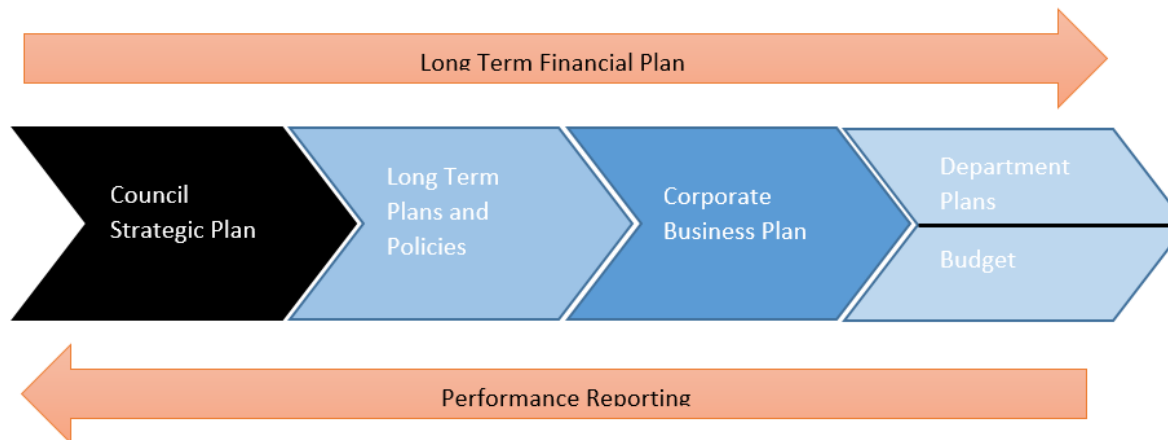 Long Term Financial Plan
Council
Strategic Plan
Long Term
Plans and
Policies
Corporate
Business Plan
Department
Plans
Budget
Performance Reporting